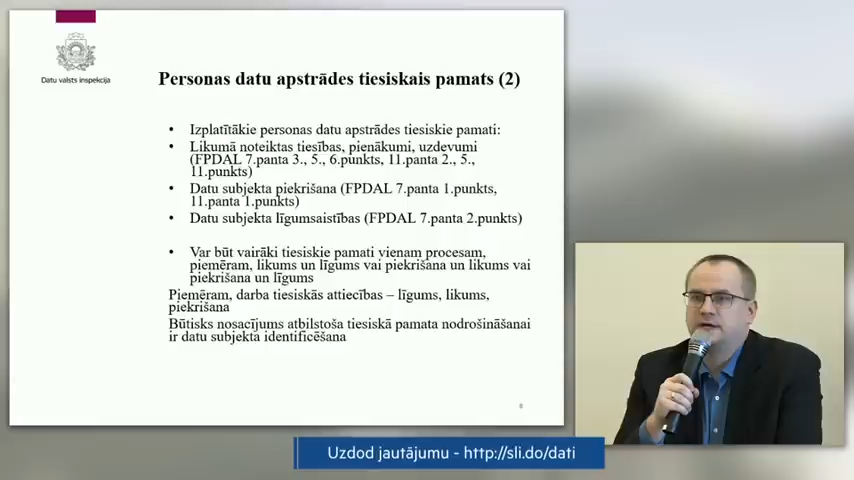 Datu valsts inspekcija
Personas datu apstrādes tiesiskais pamats (2)
• Izplatītākie personas datu apstrādes tiesiskie pamati:
• Likumā noteiktas tiesības, pienākumi, uzdevumi
(FPDAL 7.panta 3., 5., 6.punkts, 11.panta 2., 5.,
11.punkts)
• Datu subjekta piekrišana (FPDAL 7.panta 1.punkts,
11.panta 1.punkts)
• Datu subjekta līgumsaistības (FPDAL 7.panta 2.punkts)
• Var būt vairāki tiesiskie pamati vienam procesam,
piemēram, likums un līgums vai piekrišana un likums vai
piekrišana un līgums
Piemēram, darba tiesiskās attiecības – līgums, likums,
piekrišana
Būtisks nosacījums atbilstoša tiesiskā pamata nodrošināšanai
ir datu subjekta identificēšana
8
Uzdod jautājumu - http://sli.do/dati